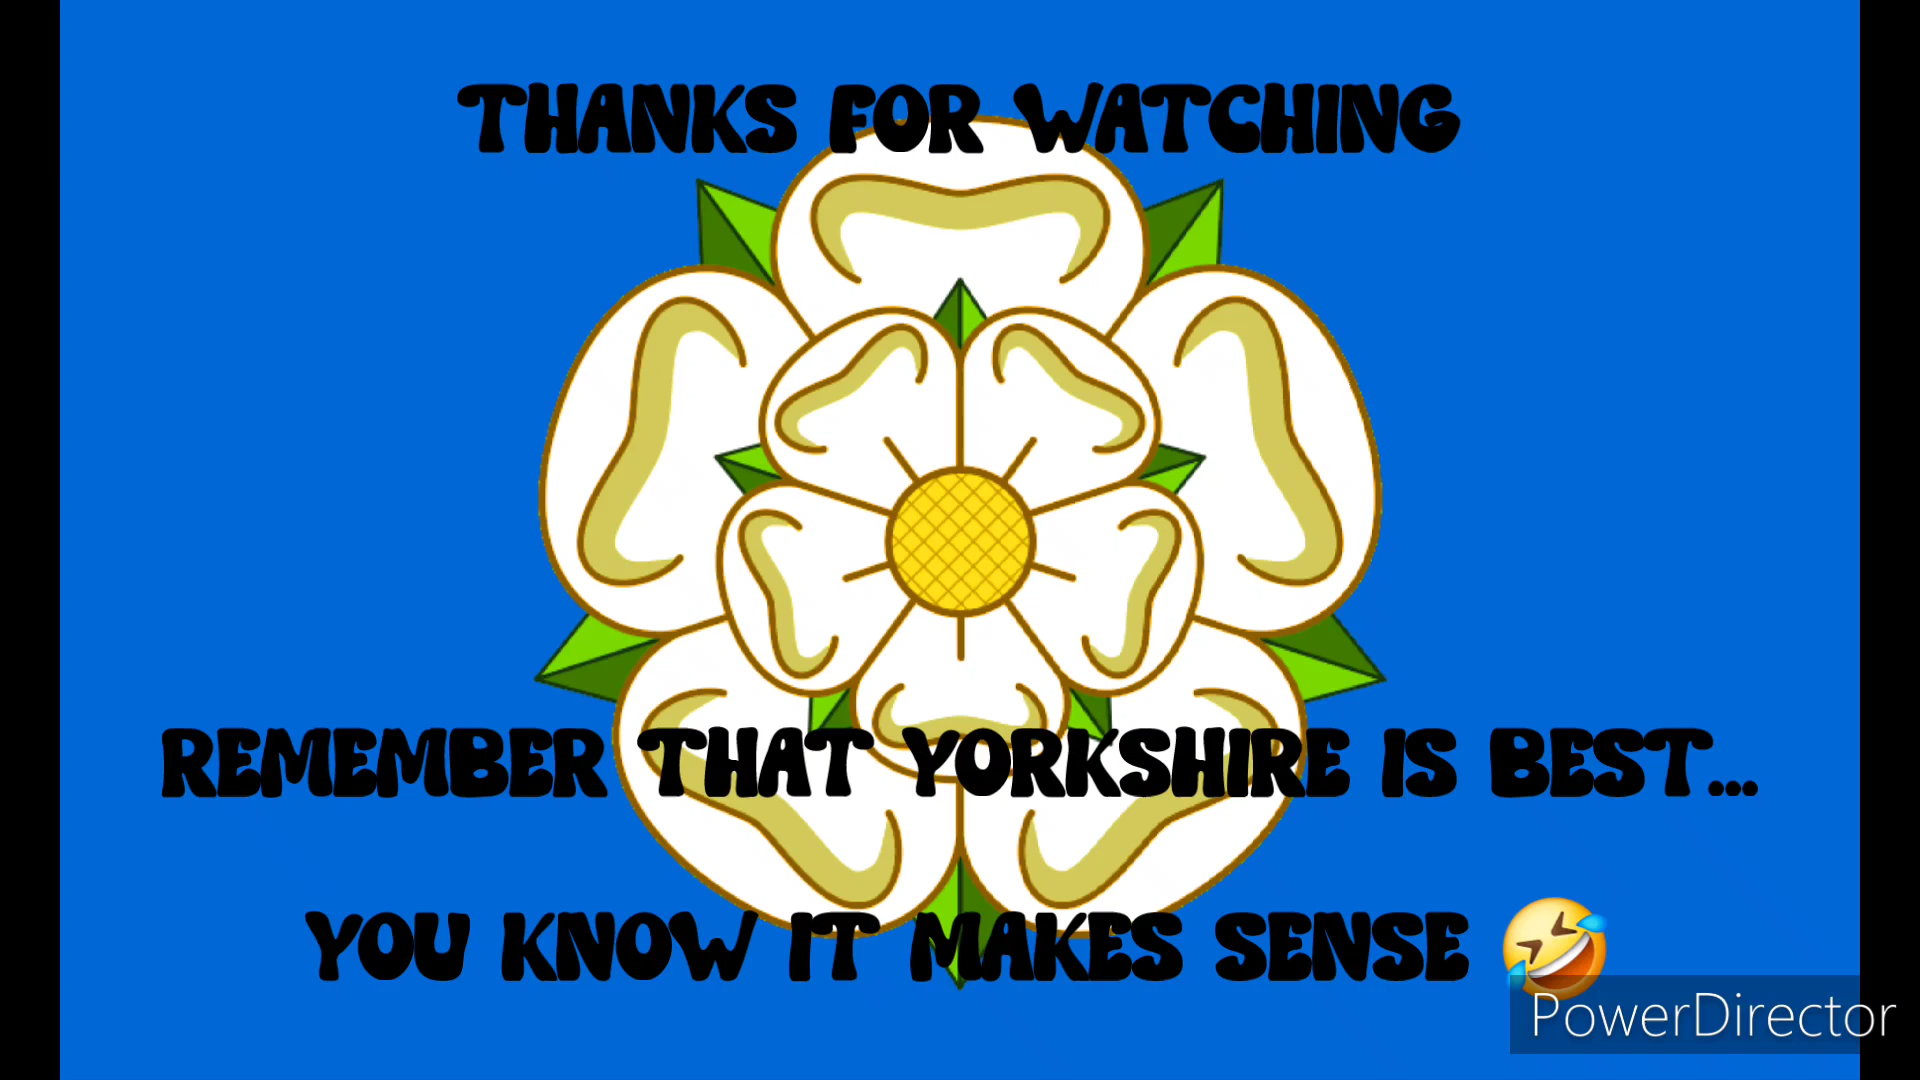 THANKS FOR WATCHING
REMEMBER THAT YORKSHIRE IS BEST...
YOU KNOW IT MAKES SENSE 🤣
PowerDirector